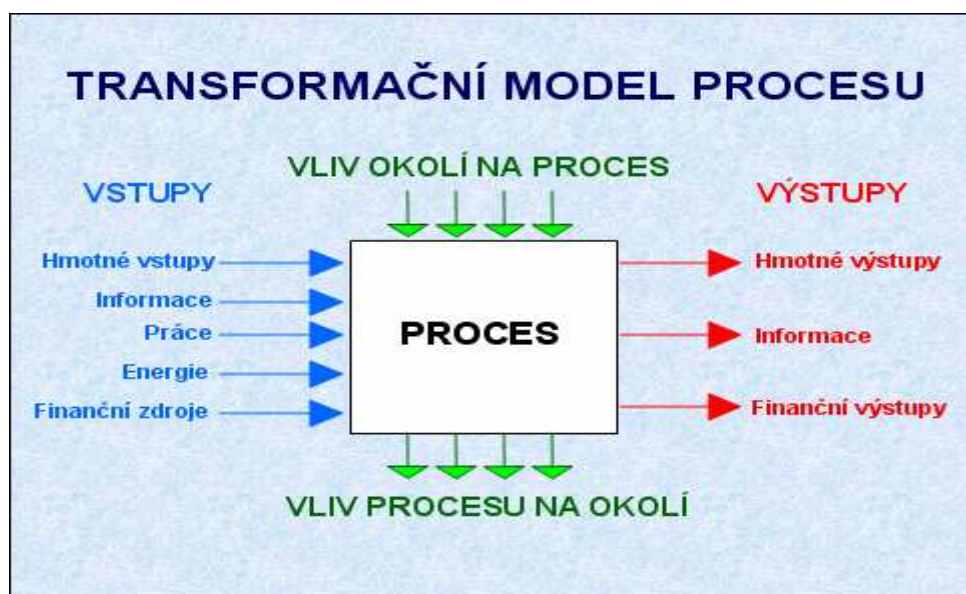 TRANSFORMAČNÍ MODEL PROCESU
VLIV OKOLÍ NA PROCES
VSTUPY
VÝSTUPY
Hmotné vstupy
Informace
Práce
Energie
Finanční zdroje
PROCES
Hmotné výstupy
Informace
Finanční výstupy
VLIV PROCESU NA OKOLÍ